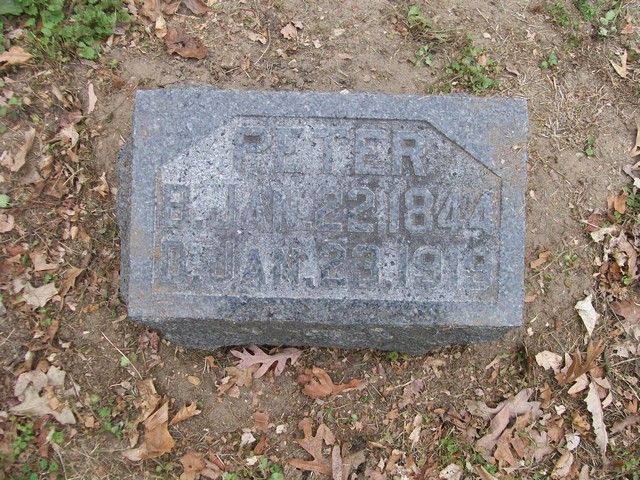 PETER
B. JAN. 22. 1844
D. JAN. 23. 1919